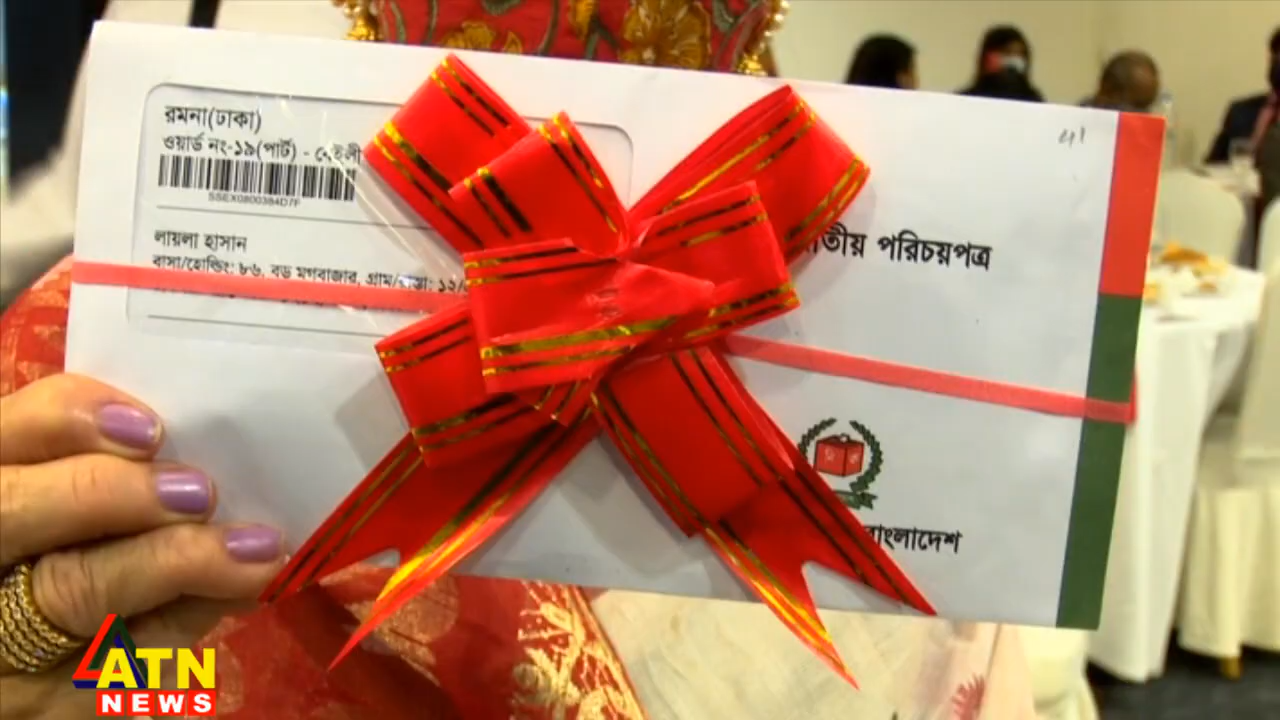 রমনা(ঢাকা)
ওয়ার্ড নং-১৯(পার্ট) -
SSEX0800384D7F
লায়লা হাসান
বাসা/হোল্ডিং: ৮৬, বড় মগবাজার,
পরিচয়পত্র
বাংলাদেশ
ATN
NEWS